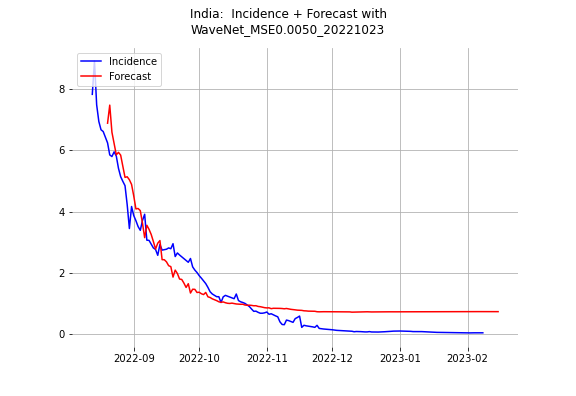 India:  Incidence + Forecast with
WaveNet_MSE0.0050_20221023
Incidence
Forecast
8
6
4
2
0
2022-09 2022-10 2022-11 2022-12 2023-01 2023-02